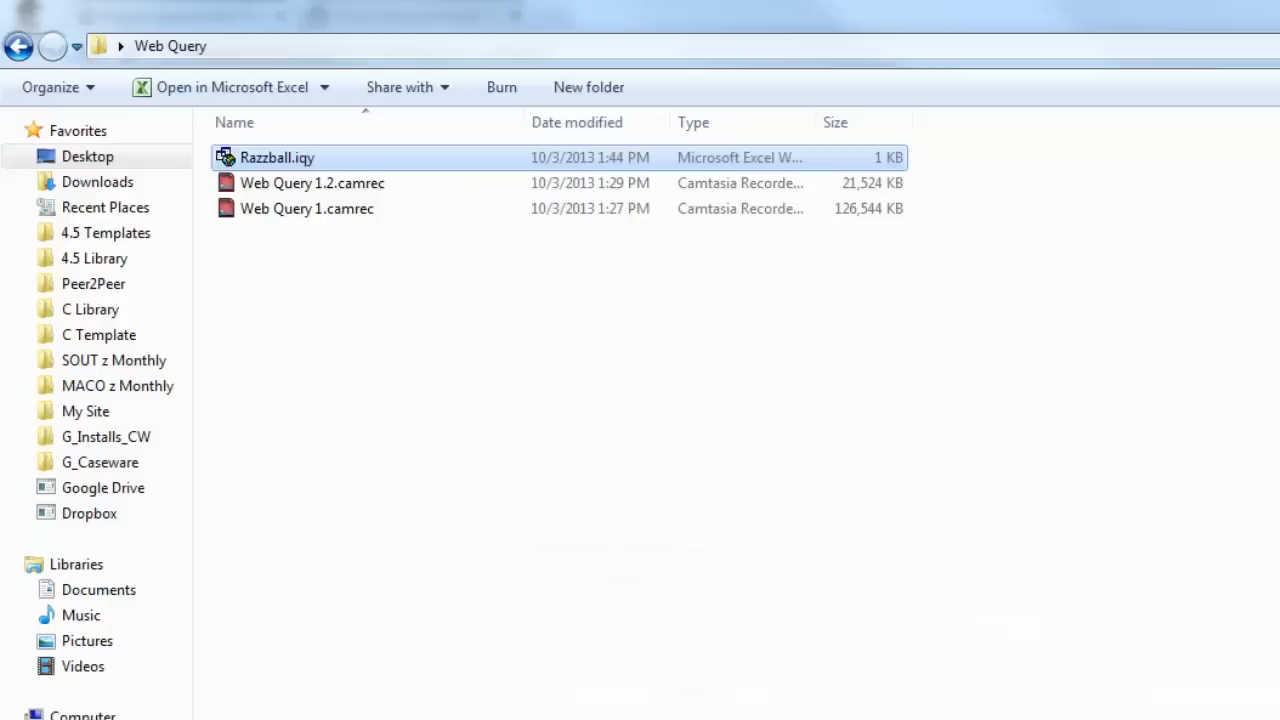 Web Query
Organize Open in Microsoft Excel Share with Burn New folder
Name Date modified Type Size
Razzball.iqy 10/3/2013 1:44 PM Microsoft Excel W... 1 KB
Web Query 1.2.camrec 10/3/2013 1:29 PM Camtasia Recorde... 21,524 KB
Web Query 1.camrec 10/3/2013 1:27 PM Camtasia Recorde... 126,544 KB
Favorites
Desktop
Downloads
Recent Places
4.5 Templates
4.5 Library
Peer2Peer
C Library
C Template
SOUT z Monthly
MACO z Monthly
My Site
G_Installs_CW
G_Caseware
Google Drive
Dropbox
Libraries
Documents
Music
Pictures
Videos
Computer